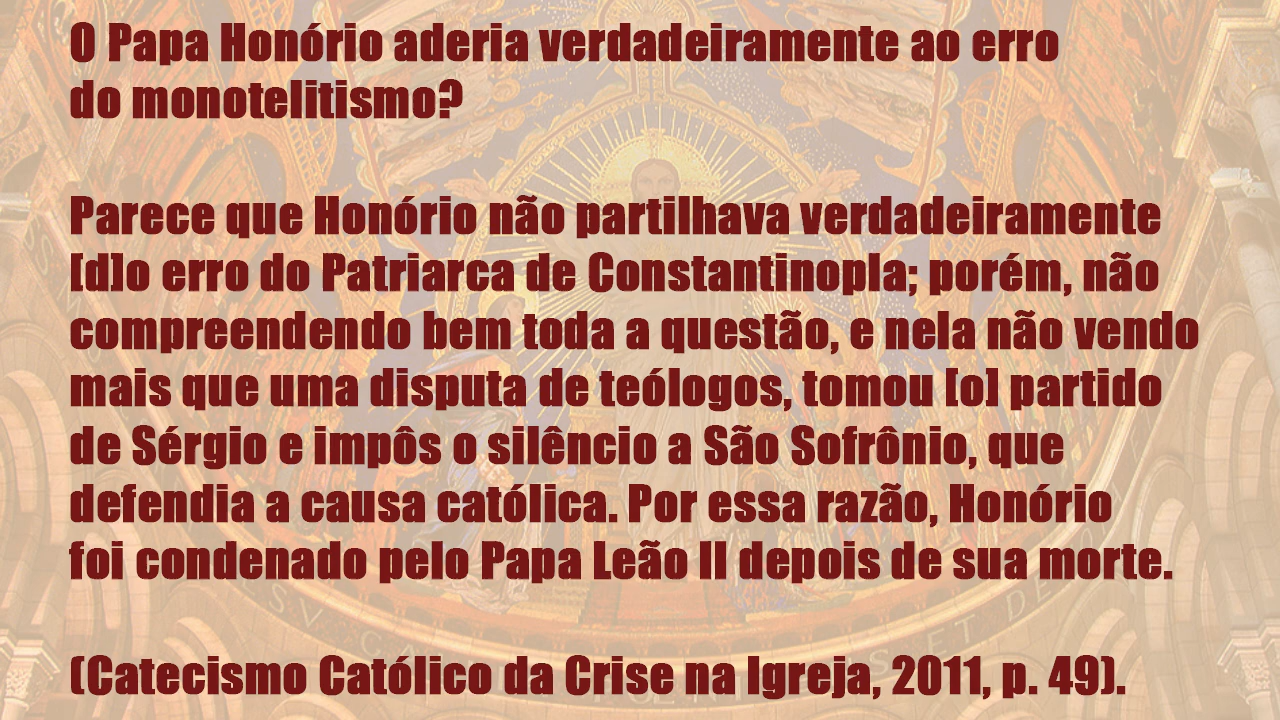 O Papa Honório aderia verdadeiramente ao erro
do monotelitismo?
Parece que Honório não partilhava verdadeiramente
[d]o erro do Patriarca de Constantinopla; porém, não
compreendendo bem toda a questão, e nela não vendo
mais que uma disputa de teólogos, tomou [o] partido
de Sérgio e impôs o silêncio a São Sofrônio, que
defendia a causa católica. Por essa razão, Honório
foi condenado pelo Papa Leão II depois de sua morte.
(Catecismo Católico da Crise na Igreja, 2011, p. 49).